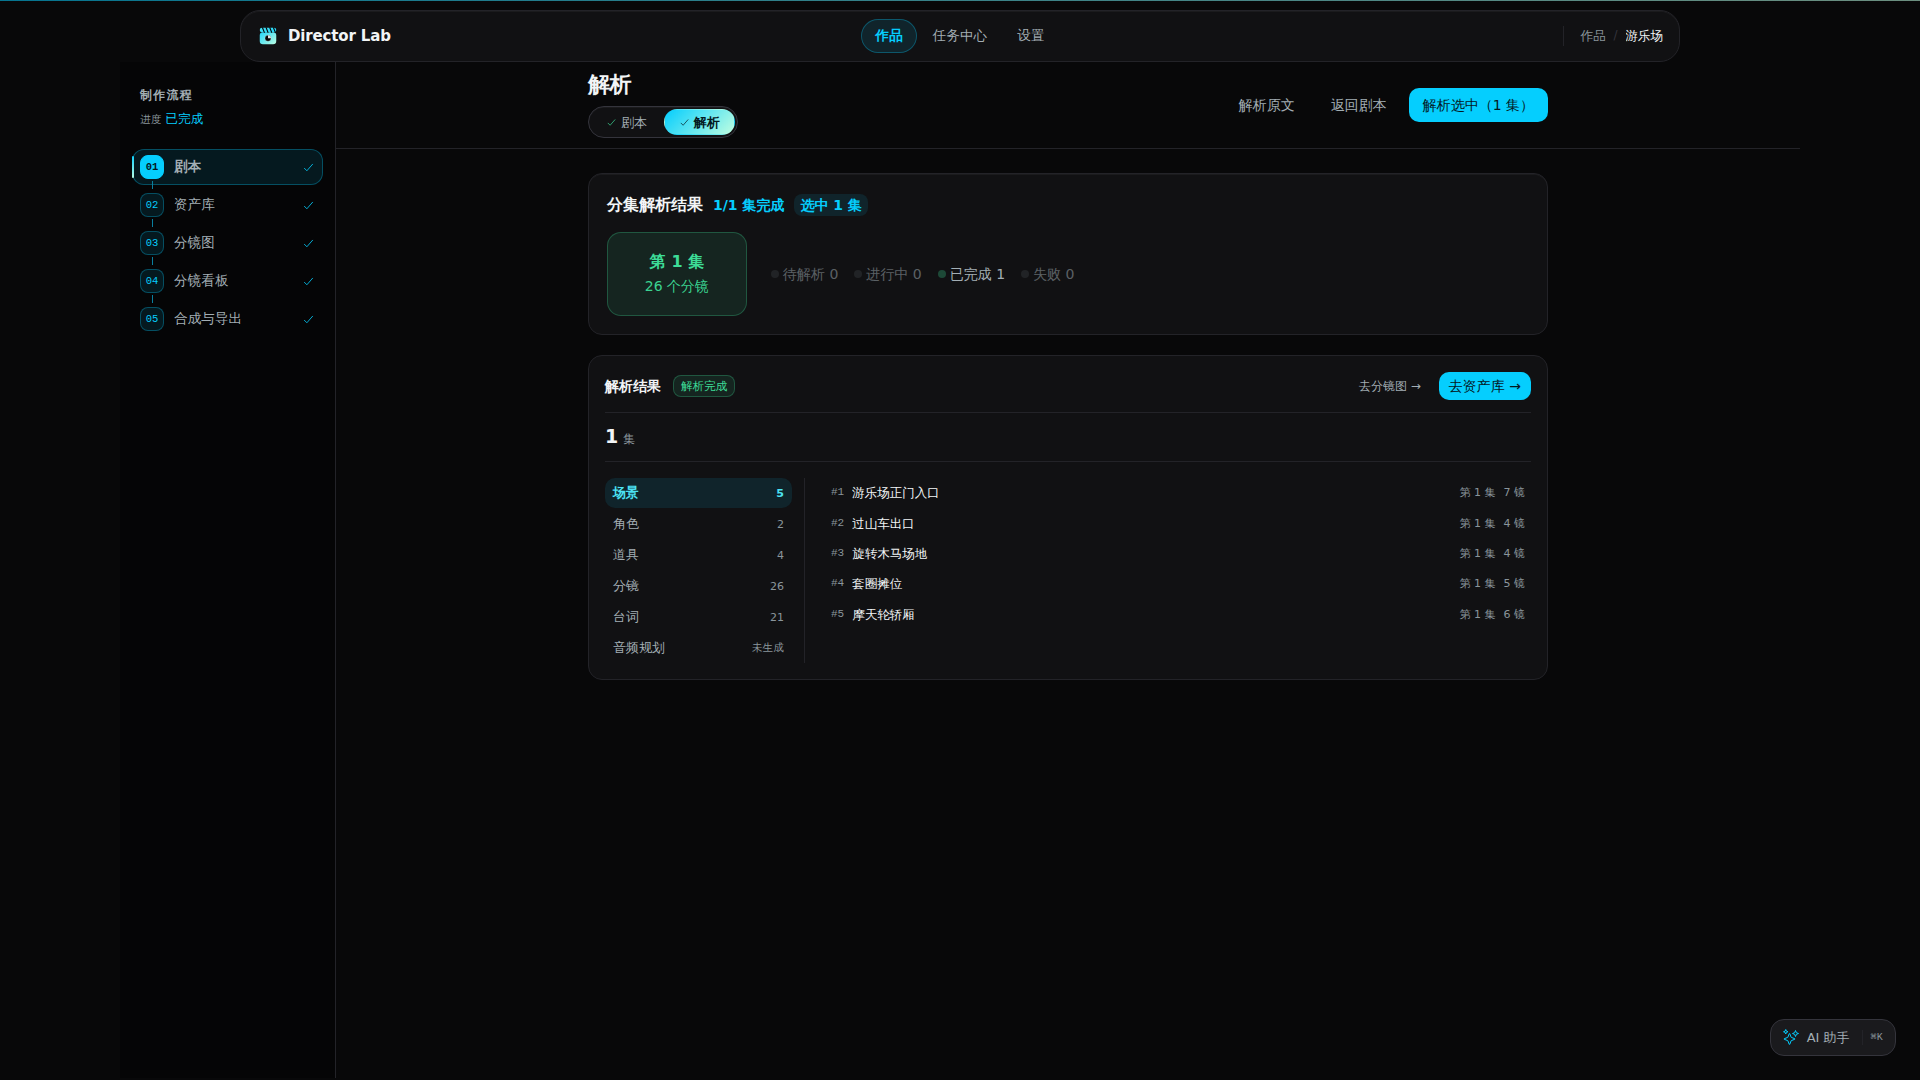 Director Lab
作品 任务中心 设置
作品 / 游乐场
制作流程
进度 已完成
01 剧本
02 资产库
03 分镜图
04 分镜看板
05 合成与导出
解析
剧本 解析
解析原文 返回剧本 解析选中（1 集）
分集解析结果 1/1 集完成 选中 1 集
第 1 集
26 个分镜
待解析 0 进行中 0 已完成 1 失败 0
解析结果 解析完成 去分镜图 → 去资产库 →
1 集
场景 5
角色 2
道具 4
分镜 26
台词 21
音频规划 未生成
#1 游乐场正门入口 第 1 集 7 镜
#2 过山车出口 第 1 集 4 镜
#3 旋转木马场地 第 1 集 4 镜
#4 套圈摊位 第 1 集 5 镜
#5 摩天轮轿厢 第 1 集 6 镜
AI 助手 ⌘K